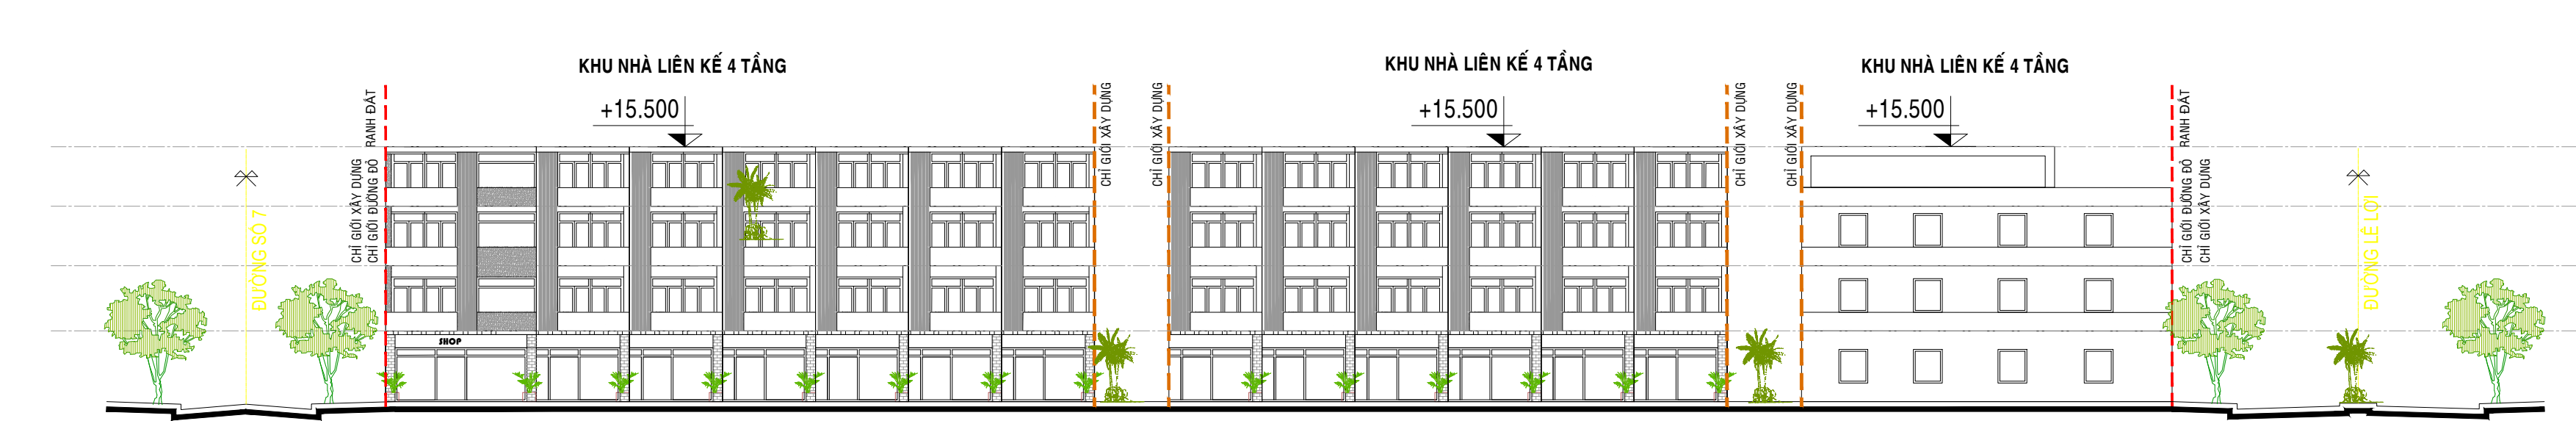 KHU NHÀ LIÊN KẾ 4 TẦNG
KHU NHÀ LIÊN KẾ 4 TẦNG
KHU NHÀ LIÊN KẾ 4 TẦNG
+15.500
+15.500
+15.500
ĐƯỜNG SỐ 7
CHỈ GIỚI XÂY DỰNG
CHỈ GIỚI ĐƯỜNG ĐỎ
RANH ĐẤT
SHOP
CHỈ GIỚI XÂY DỰNG
CHỈ GIỚI XÂY DỰNG
CHỈ GIỚI XÂY DỰNG
CHỈ GIỚI XÂY DỰNG
CHỈ GIỚI ĐƯỜNG ĐỎ
RANH ĐẤT
CHỈ GIỚI XÂY DỰNG
ĐƯỜNG LÊ LỢI